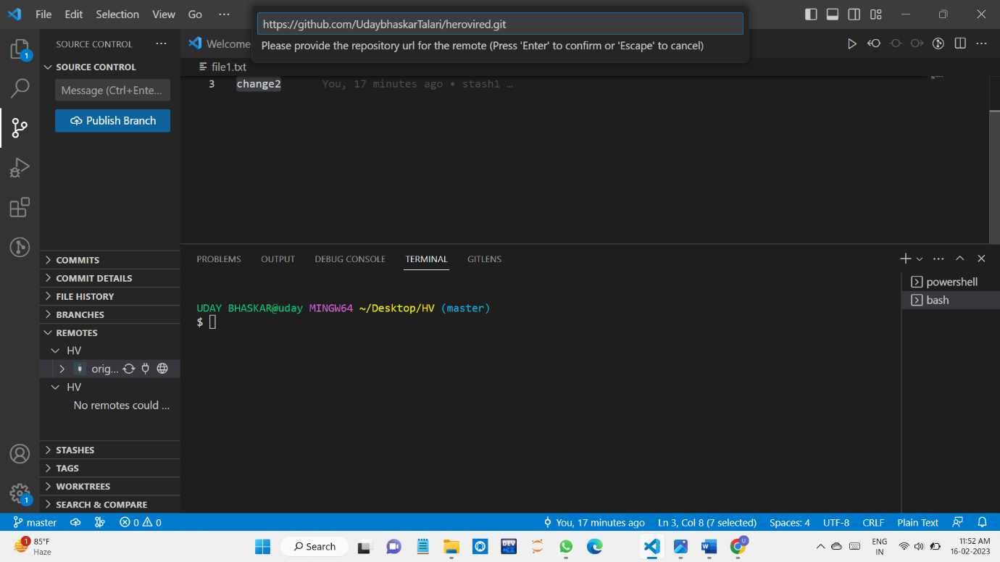 File Edit Selection View Go ···
https://github.com/UdaybhaskarTalari/herovired.git
Please provide the repository url for the remote (Press 'Enter' to confirm or 'Escape' to cancel)
SOURCE CONTROL ···
Welcome
1
SOURCE CONTROL
file1.txt
Message (Ctrl+Ente...
3 change2 You, 17 minutes ago • stash1 …
Publish Branch
COMMITS
COMMIT DETAILS
FILE HISTORY
BRANCHES
REMOTES
HV
orig...
HV
No remotes could ...
STASHES
TAGS
WORKTREES
SEARCH & COMPARE
1
PROBLEMS OUTPUT DEBUG CONSOLE TERMINAL GITLENS
powershell
bash
UDAY BHASKAR@uday MINGW64 ~/Desktop/HV (master)
$
master 0 0 You, 17 minutes ago Ln 3, Col 8 (7 selected) Spaces: 4 UTF-8 CRLF Plain Text
1
85°F
Haze
Search
DEV
W
U
ENG
IN
11:52 AM
16-02-2023